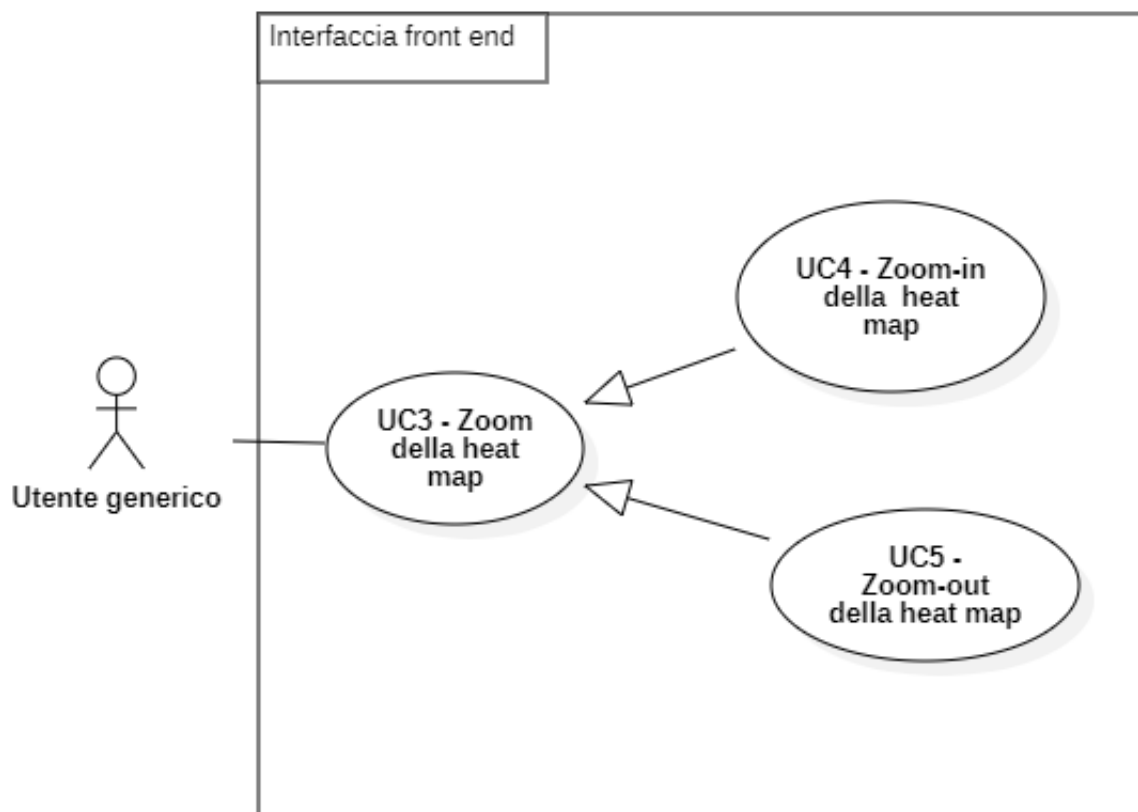 Interfaccia front end
UC4 - Zoom-in
della heat
map
UC3 - Zoom
della heat
map
Utente generico
UC5 -
Zoom-out
della heat map